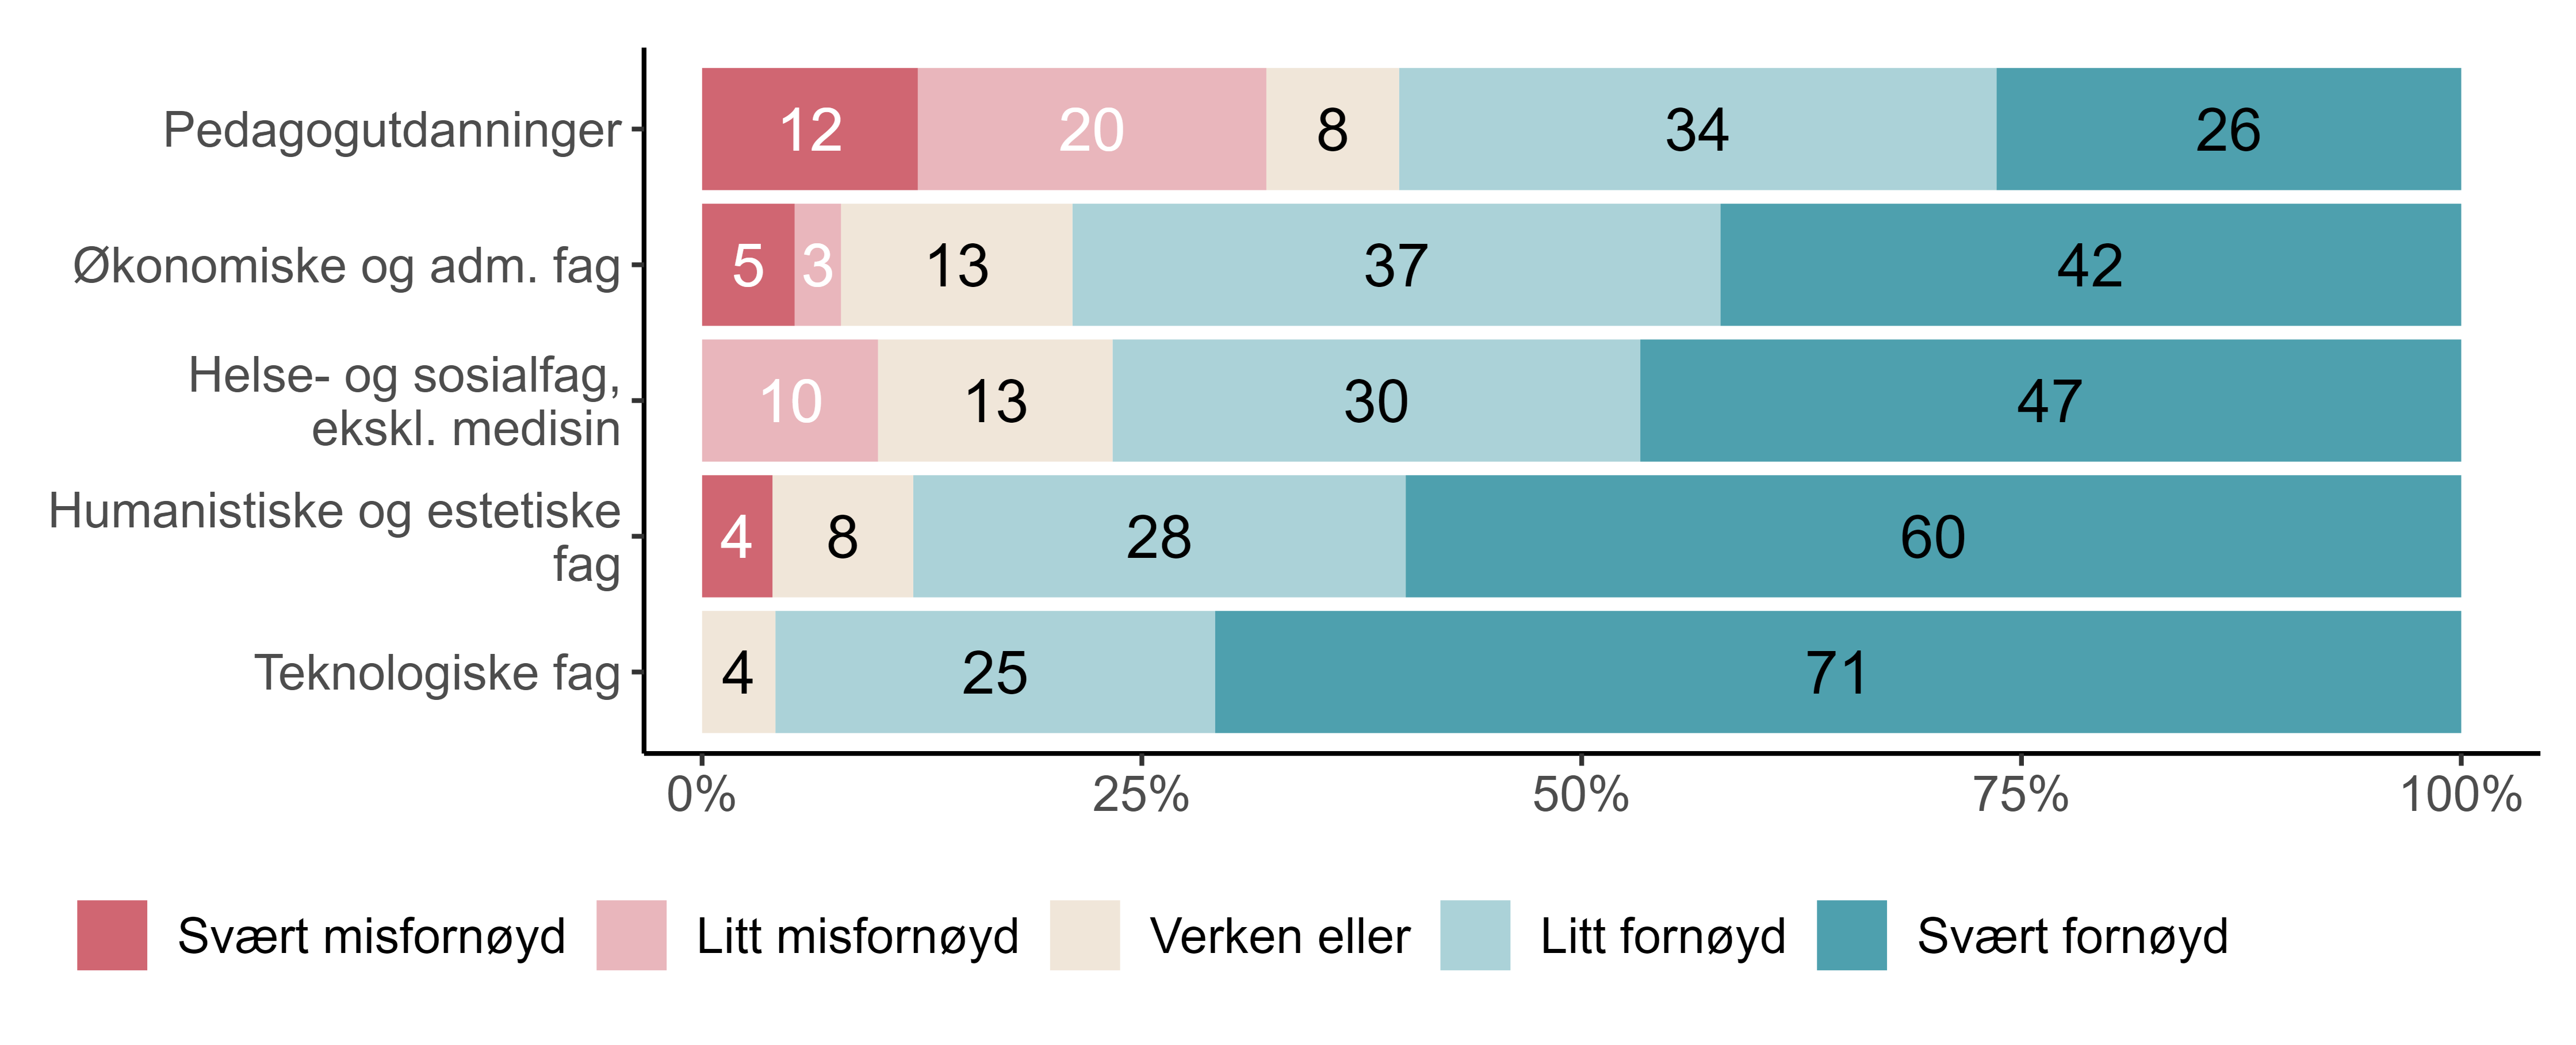 Pedagogutdanninger 12 20 8 34 26
Økonomiske og adm. fag 5 3 13 37 42
Helse- og sosialfag,
ekskl. medisin 10 13 30 47
Humanistiske og estetiske
fag 4 8 28 60
Teknologiske fag 4 25 71
0% 25% 50% 75% 100%
Svært misfornøyd Litt misfornøyd Verken eller Litt fornøyd Svært fornøyd